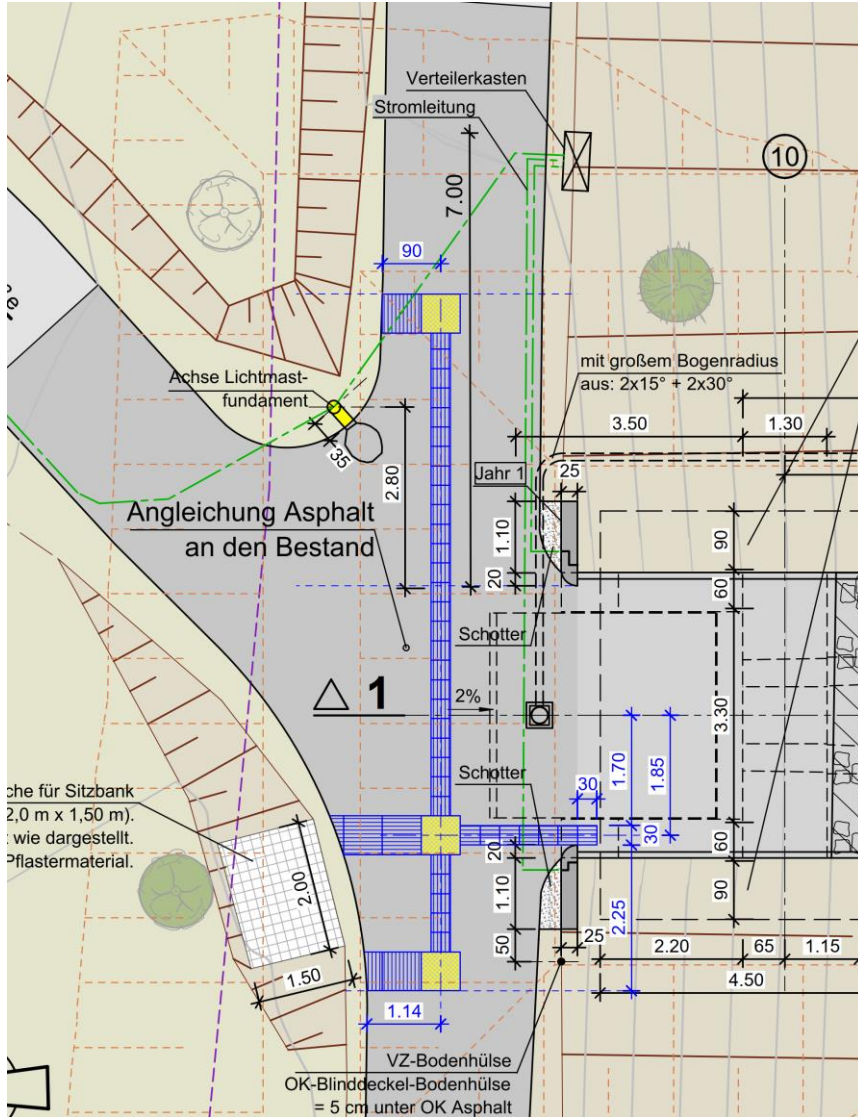 Verteilerkasten
Stromleitung
10
7.00
90
Achse Lichtmast-
fundament
mit großem Bogenradius
aus: 2x15° + 2x30°
3.50
1.30
35
2.80
Jahr 1
25
Angleichung Asphalt
an den Bestand
1.10
90
20
60
Schotter
1
2%
3.30
1.70
1.85
Schotter
30
che für Sitzbank
2,0 m x 1,50 m).
wie dargestellt.
Pflastermaterial.
30
20
60
2.00
1.10
90
2.25
50
25
2.20
65
1.15
1.50
4.50
1.14
VZ-Bodenhülse
OK-Blinddeckel-Bodenhülse
= 5 cm unter OK Asphalt